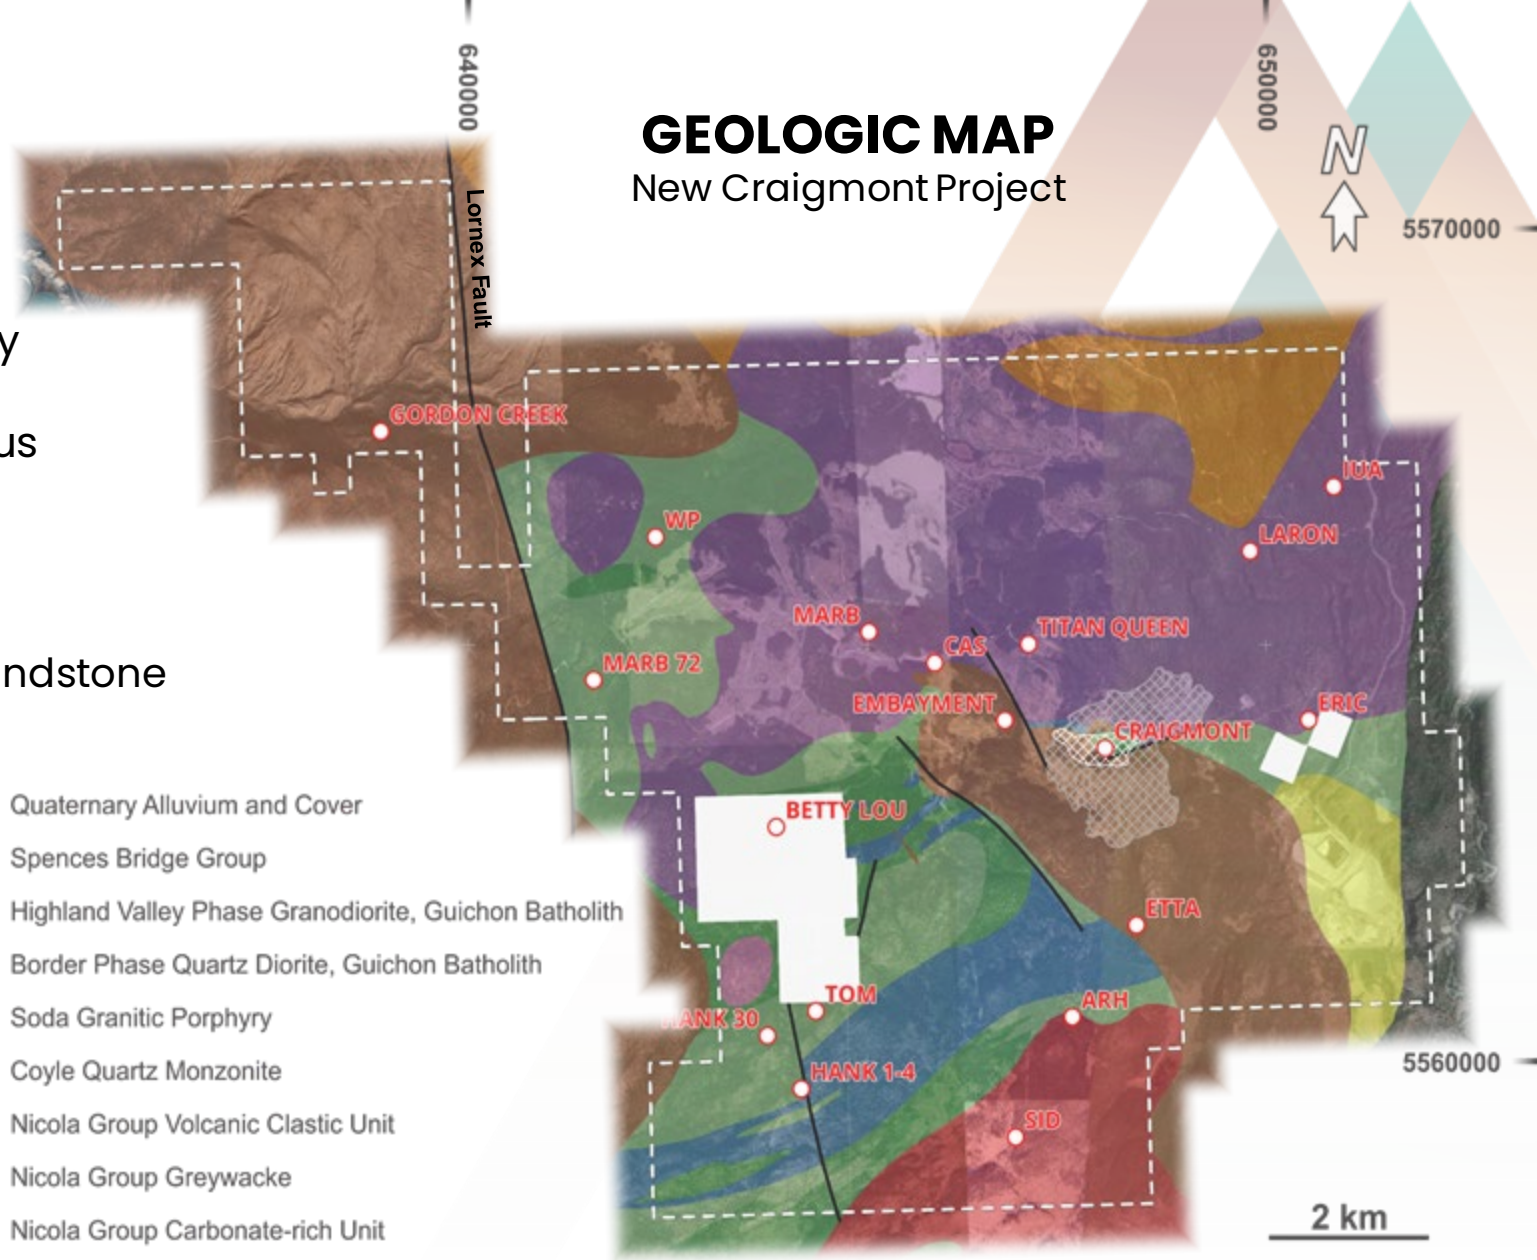 640000
650000
GEOLOGIC MAP
New Craigmont Project
N
5570000
Lornex Fault
y
GORDON CREEK
us
IUA
WP
LARON
MARB
TITAN QUEEN
CAS
MARB 72
ndstone
EMBAYMENT
ERIC
CRAIGMONT
Quaternary Alluvium and Cover
BETTY LOU
Spences Bridge Group
Highland Valley Phase Granodiorite, Guichon Batholith
ETTA
Border Phase Quartz Diorite, Guichon Batholith
TOM
ARH
Soda Granitic Porphyry
HANK 30
5560000
Coyle Quartz Monzonite
HANK 1-4
Nicola Group Volcanic Clastic Unit
SID
Nicola Group Greywacke
2 km
Nicola Group Carbonate-rich Unit